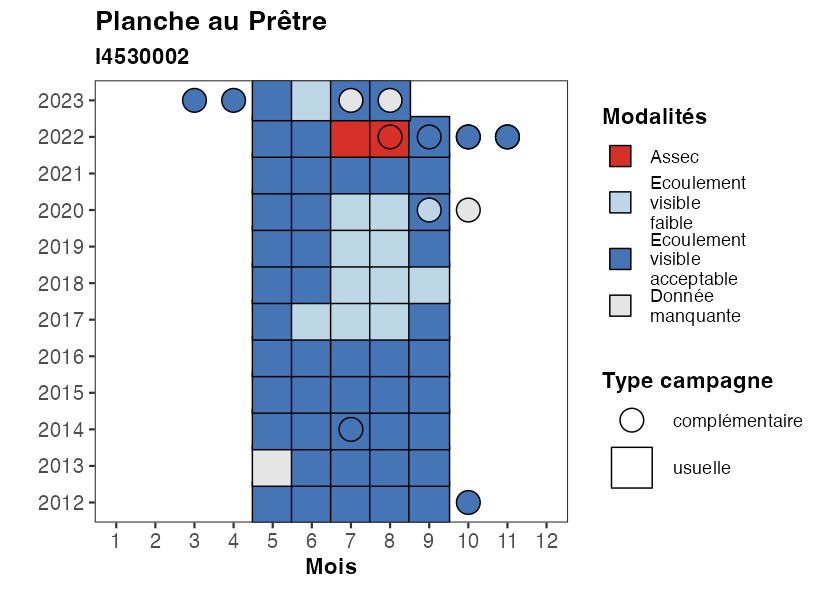 Planche au Prêtre
I4530002
2023
2022
2021
2020
2019
2018
2017
2016
2015
2014
2013
2012
1 2 3 4 5 6 7 8 9 10 11 12
Mois
Modalités
Assec
Ecoulement
visible
faible
Ecoulement
visible
acceptable
Donnée
manquante
Type campagne
complémentaire
usuelle